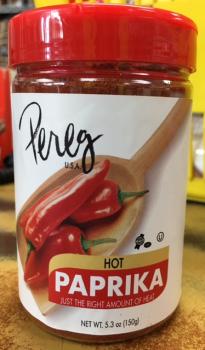 Pereg
U.S.A.
HOT
PAPRIKA
JUST THE RIGHT AMOUNT OF HEAT
NET WT. 5.3 oz (150g)